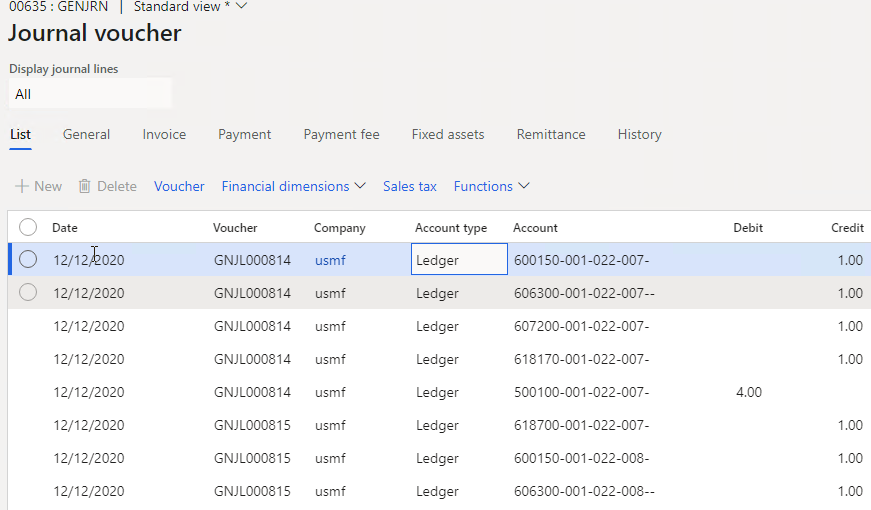 00635 : GENJRN | Standard view *
Journal voucher
Display journal lines
All
List General Invoice Payment Payment fee Fixed assets Remittance History
New Delete Voucher Financial dimensions Sales tax Functions
Date Voucher Company Account type Account Debit Credit
12/12/2020 GNJL000814 usmf Ledger 600150-001-022-007- 1.00
12/12/2020 GNJL000814 usmf Ledger 606300-001-022-007-- 1.00
12/12/2020 GNJL000814 usmf Ledger 607200-001-022-007- 1.00
12/12/2020 GNJL000814 usmf Ledger 618170-001-022-007- 1.00
12/12/2020 GNJL000814 usmf Ledger 500100-001-022-007- 4.00
12/12/2020 GNJL000815 usmf Ledger 618700-001-022-007- 1.00
12/12/2020 GNJL000815 usmf Ledger 600150-001-022-008- 1.00
12/12/2020 GNJL000815 usmf Ledger 606300-001-022-008-- 1.00